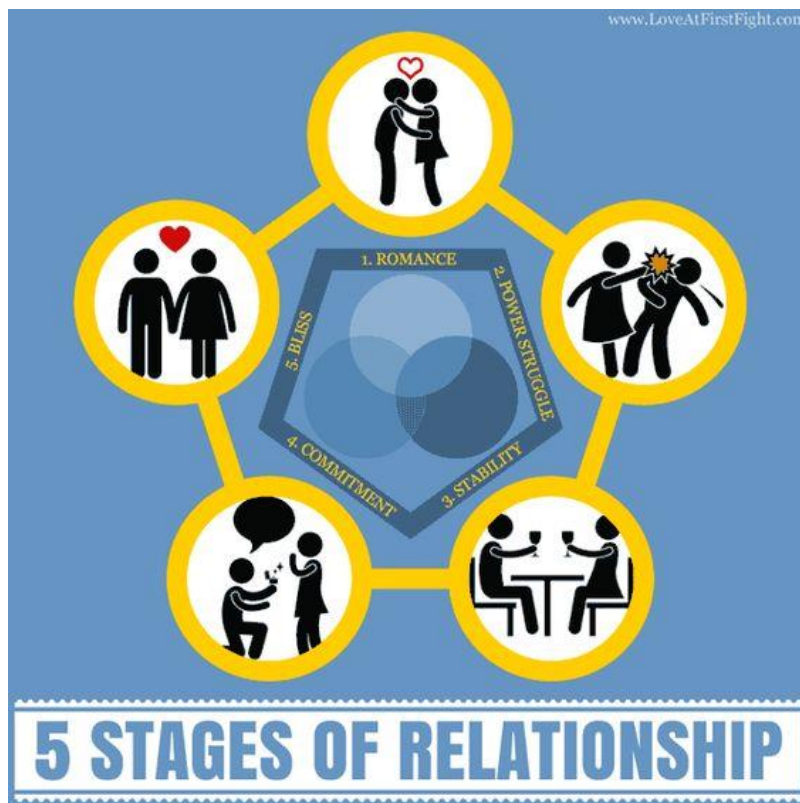 www.LoveAtFirstFight.com
1. ROMANCE
2. POWER STRUGGLE
3. STABILITY
4. COMMITMENT
5. BLISS
5 STAGES OF RELATIONSHIP